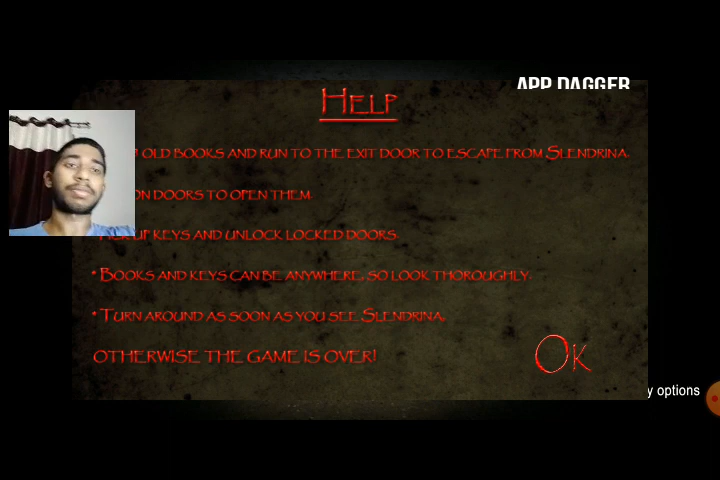 APP DAGGER
HELP
OLD BOOKS AND RUN TO THE EXIT DOOR TO ESCAPE FROM SLENDRINA.
ON DOORS TO OPEN THEM
UP KEYS AND UNLOCK LOCKED DOORS.
* BOOKS AND KEYS CAN BE ANYWHERE, SO LOOK THOROUGHLY.
* TURN AROUND AS SOON AS YOU SEE SLENDRINA,
OTHERWISE THE GAME IS OVER!
OK
y options